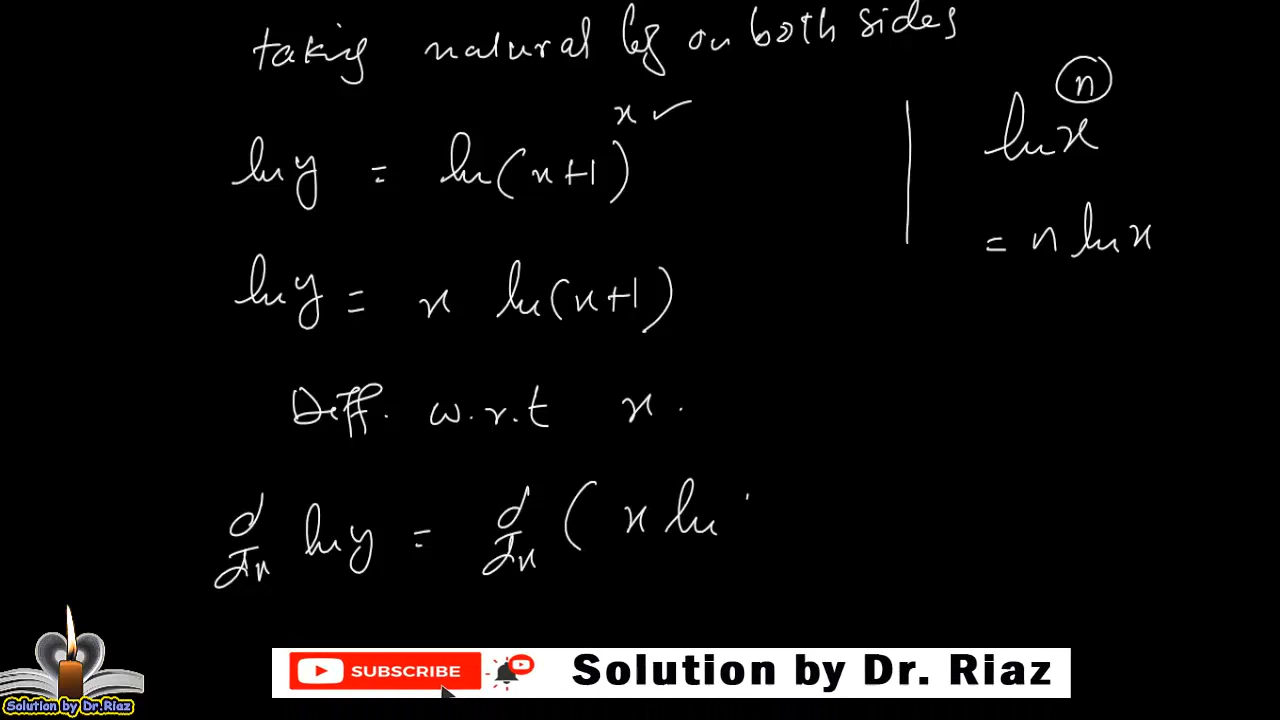 taking natural log on both sides
ln y = ln(x+1)^x ✓
ln x^n
= n ln x
ln y = x ln(x+1)
Diff. w.r.t x.
d/dx ln y = d/dx ( x ln
SUBSCRIBE
Solution by Dr. Riaz
Solution by Dr.Riaz